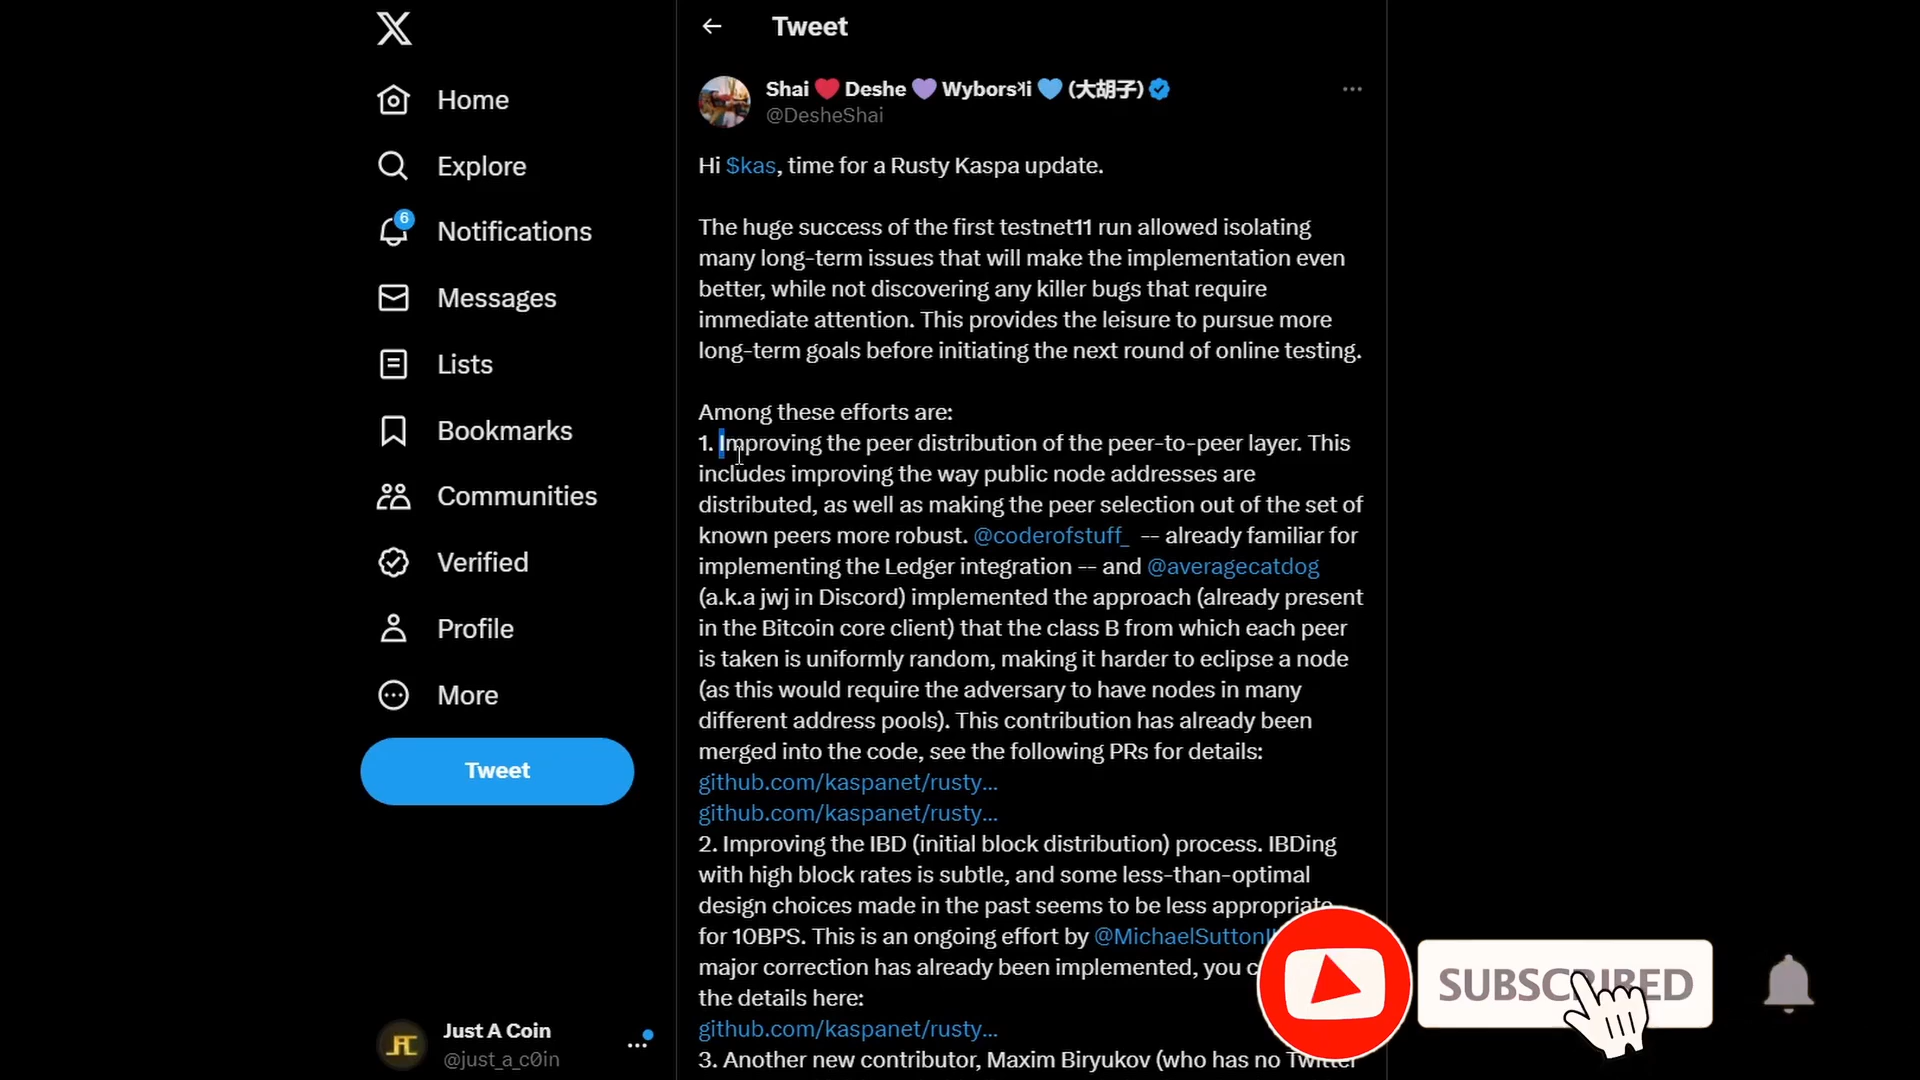 Tweet
Home
Explore
6
Notifications
Messages
Lists
Bookmarks
Communities
Verified
Profile
More
Tweet
Just A Coin
@just_a_c0in
Shai ❤️ Deshe 💜 💙 (大胡子)
@DesheShai
Hi $kas, time for a Rusty Kaspa update.
The huge success of the first testnet11 run allowed isolating
many long-term issues that will make the implementation even
better, while not discovering any killer bugs that require
immediate attention. This provides the leisure to pursue more
long-term goals before initiating the next round of online testing.
Among these efforts are:
1. Improving the peer distribution of the peer-to-peer layer. This
includes improving the way public node addresses are
distributed, as well as making the peer selection out of the set of
known peers more robust. @coderofstuff_ -- already familiar for
implementing the Ledger integration -- and @averagecatdog
(a.k.a jwj in Discord) implemented the approach (already present
in the Bitcoin core client) that the class B from which each peer
is taken is uniformly random, making it harder to eclipse a node
(as this would require the adversary to have nodes in many
different address pools). This contribution has already been
merged into the code, see the following PRs for details:
github.com/kaspanet/rusty...
github.com/kaspanet/rusty...
2. Improving the IBD (initial block distribution) process. IBDing
with high block rates is subtle, and some less-than-optimal
design choices made in the past seems to be less appropriate
for 10BPS. This is an ongoing effort by
major correction has already been implemented, you
the details here:
github.com/kaspanet/rusty...
3. Another new contributor, Maxim Biryukov (who has no Twitter
SUBSCRIBED